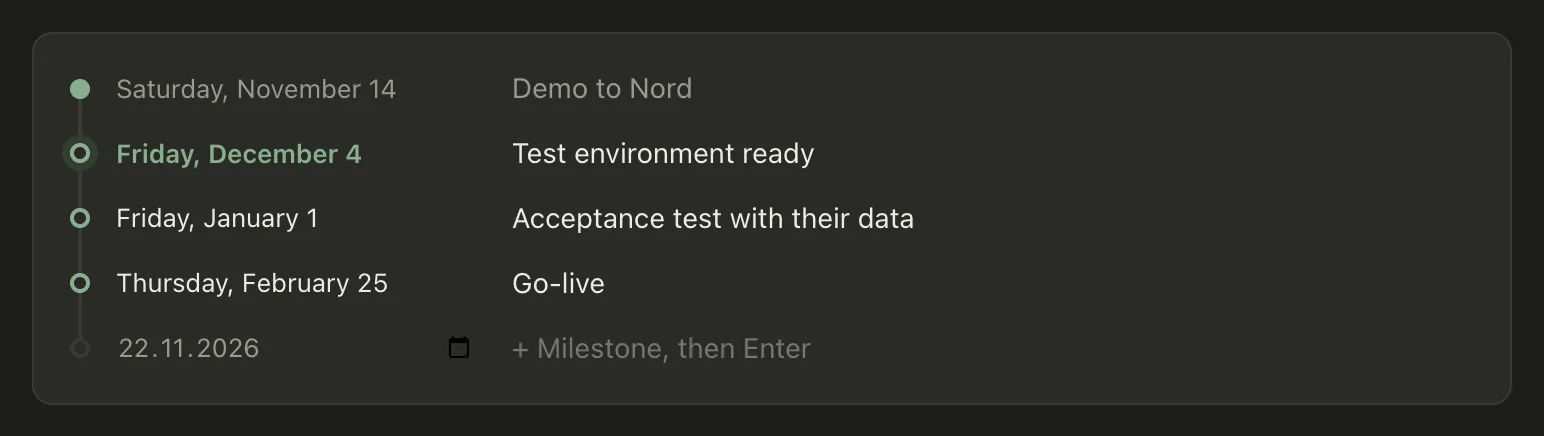 Saturday, November 14 Demo to Nord
Friday, December 4 Test environment ready
Friday, January 1 Acceptance test with their data
Thursday, February 25 Go-live
22.11.2026 + Milestone, then Enter